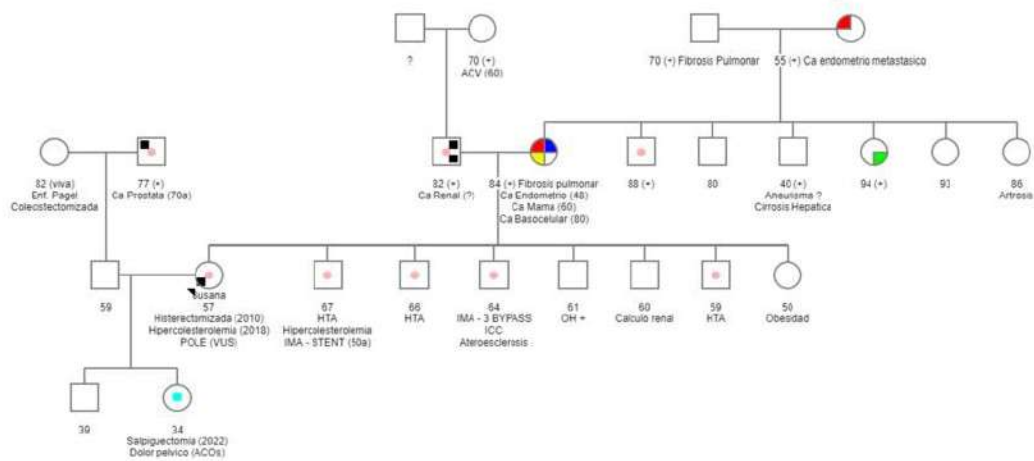 ?
70 (+)
ACV (60)
70 (+) Fibrosis Pulmonar
55 (+) Ca endometrio metastasico
82 (viva)
Enf. Paget
Colecistectomizada
77 (+)
Ca Prostata (70a)
82 (+)
Ca Renal (?)
84 (+) Fibrosis pulmonar
Ca Endometrio (48)
Ca Mama (60)
Ca Basocelular (80)
88 (+)
80
40 (+)
Aneurisma ?
Cirrosis Hepatica
94 (+)
86
Artrosis
59
Susana
57
Histerectomizada (2010)
Hipercolesterolemia (2018)
POLE (VUS)
67
HTA
Hipercolesterolemia
IMA - STENT (50a)
66
HTA
64
IMA - 3 BYPASS
ICC
Ateroesclerosis
61
OH +
60
Calculo renal
59
HTA
50
Obesidad
39
34
Salpiguectomia (2022)
Dolor pelvico (ACOs)